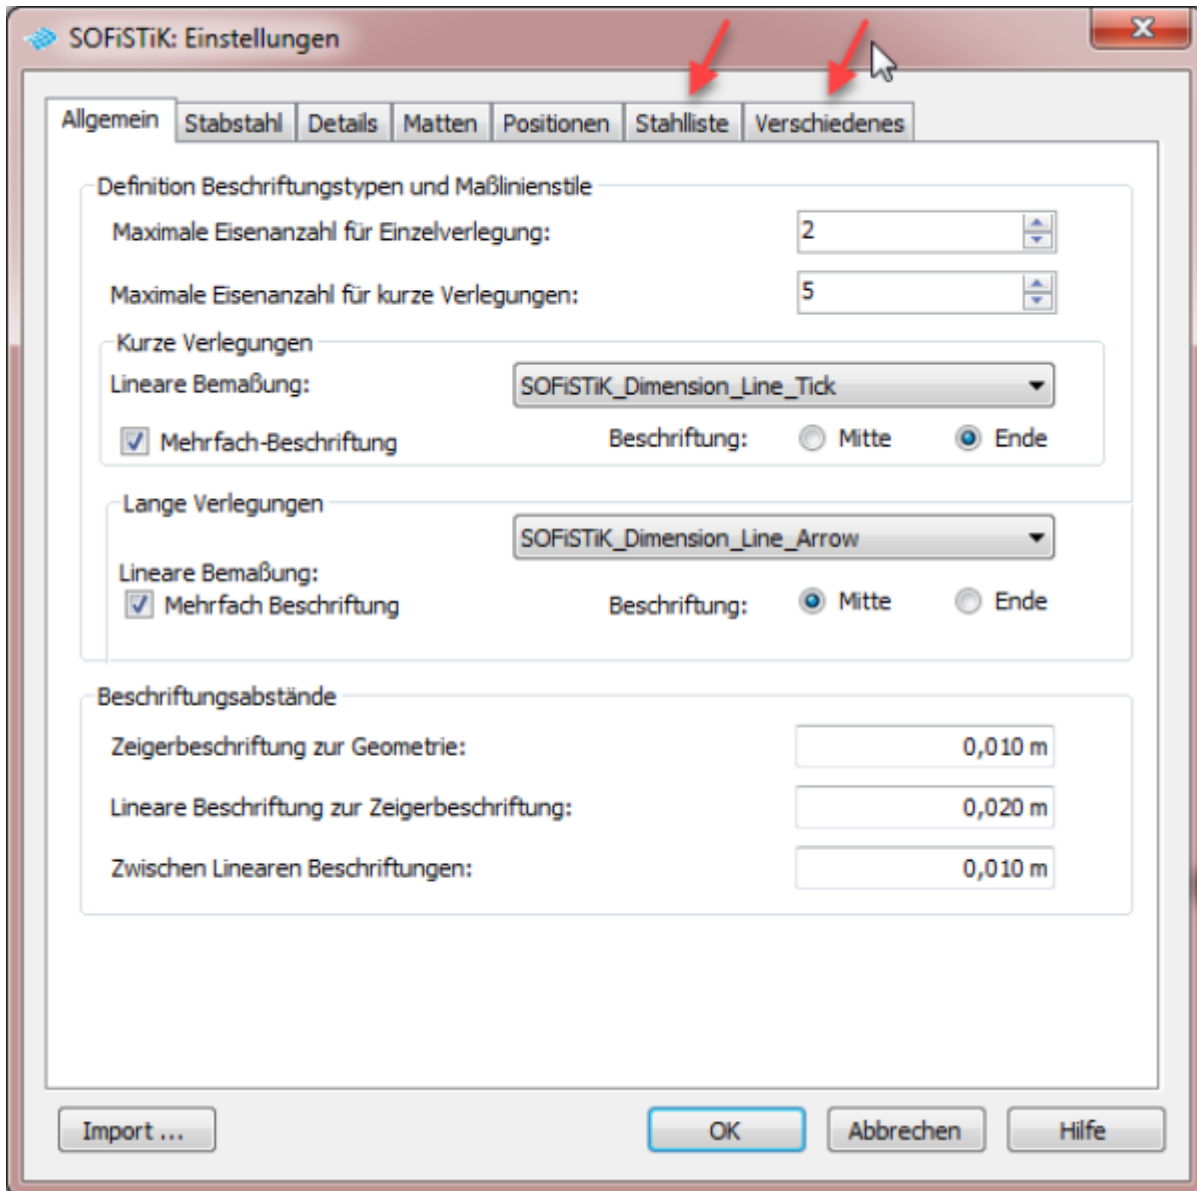 SOFiSTiK: Einstellungen
Allgemein Stabstahl Details Matten Positionen Stahlliste Verschiedenes
Definition Beschriftungstypen und Maßlinienstile
Maximale Eisenanzahl für Einzelverlegung: 2
Maximale Eisenanzahl für kurze Verlegungen: 5
Kurze Verlegungen
Lineare Bemaßung: SOFiSTiK_Dimension_Line_Tick
Mehrfach-Beschriftung Beschriftung: Mitte Ende
Lange Verlegungen
SOFiSTiK_Dimension_Line_Arrow
Lineare Bemaßung:
Mehrfach Beschriftung Beschriftung: Mitte Ende
Beschriftungsabstände
Zeigerbeschriftung zur Geometrie: 0,010 m
Lineare Beschriftung zur Zeigerbeschriftung: 0,020 m
Zwischen Linearen Beschriftungen: 0,010 m
Import ... OK Abbrechen Hilfe